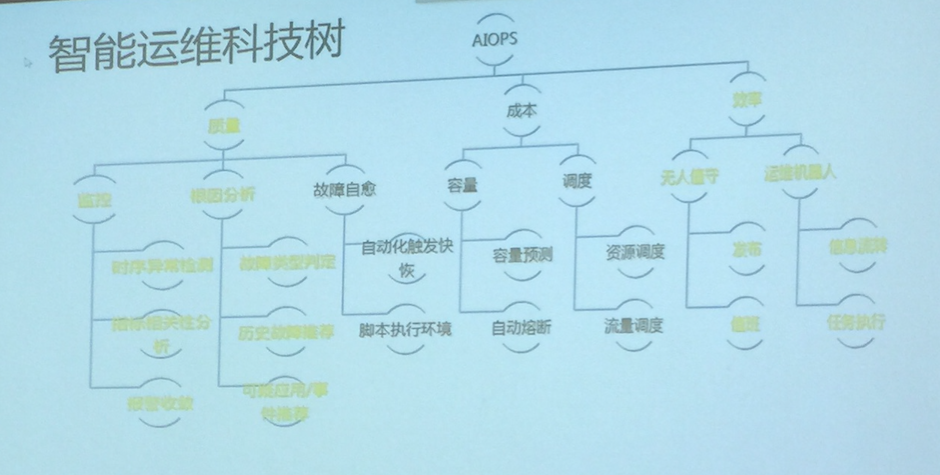 智能运维科技树
AIOPS
质量
成本
效率
监控
根因分析
故障自愈
容量
调度
无人值守
运维机器人
时序异常检测
故障类型判定
自动化触发快
恢
容量预测
资源调度
发布
信息流转
指标相关性分
析
历史故障推荐
脚本执行环境
自动熔断
流量调度
值班
任务执行
报警收敛
可疑应用/事
件推荐